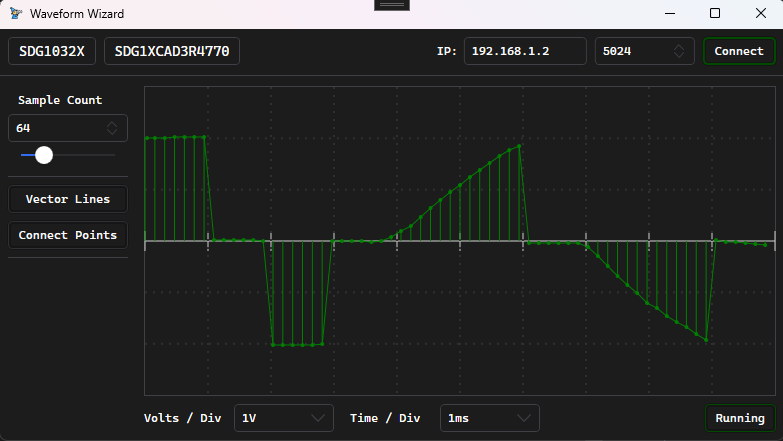 Waveform Wizard
SDG1032X SDG1XCAD3R4770 IP: 192.168.1.2 5024 Connect
Sample Count
64
Vector Lines
Connect Points
Volts / Div 1V Time / Div 1ms Running